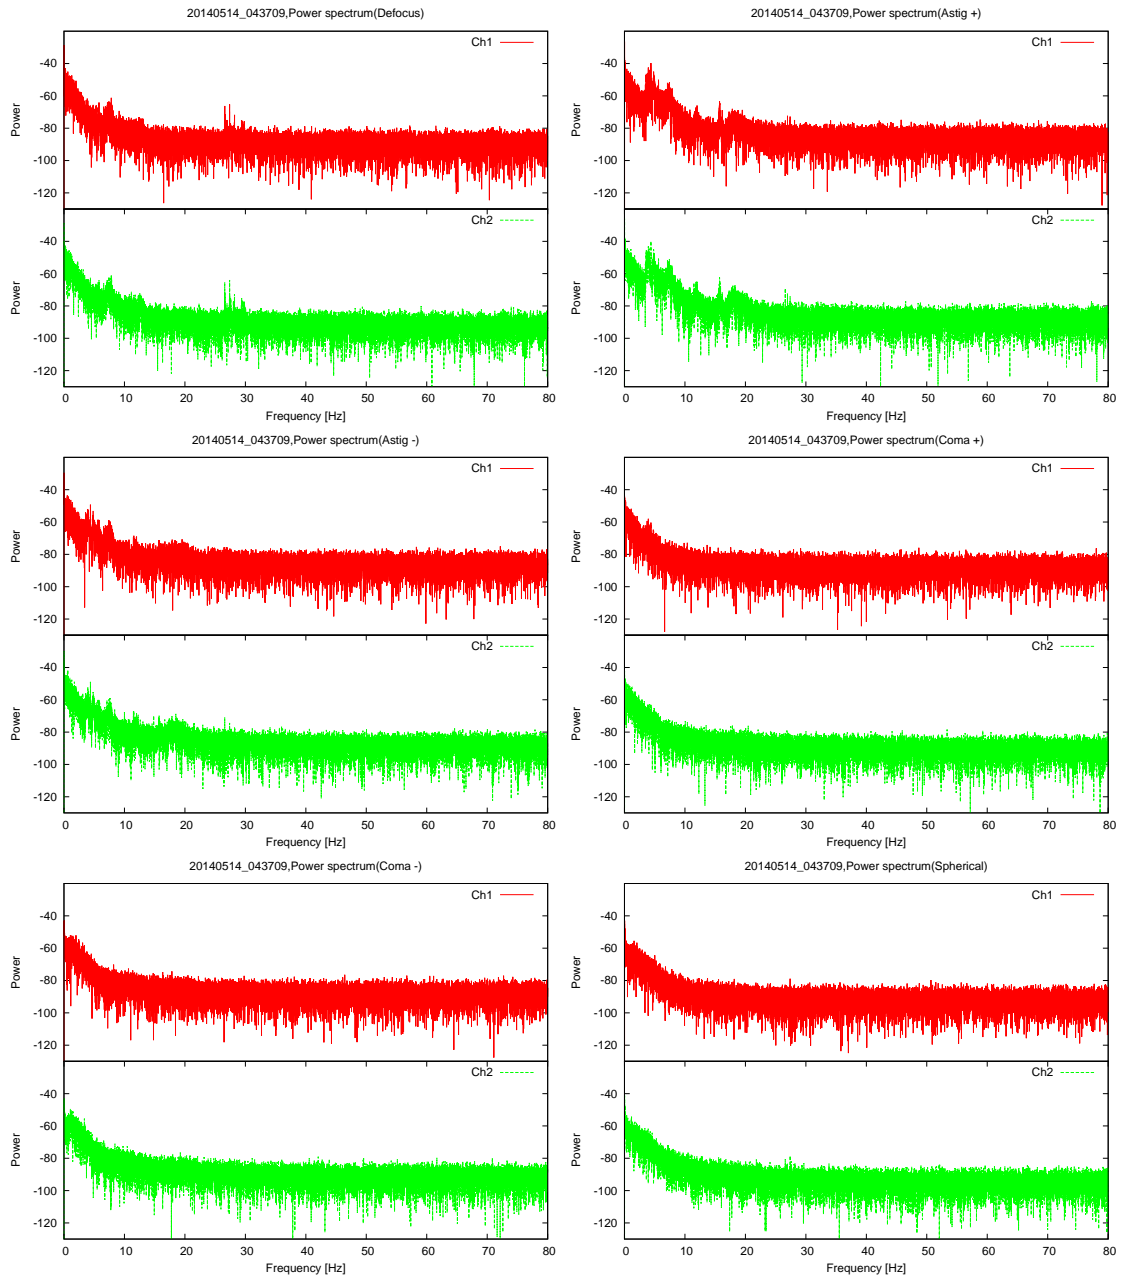 20140514_043709,Power spectrum(Defocus)
Ch1
-40
-60
-80
-100
-120
Power
Ch2
-40
-60
-80
-100
-120
Power
0 10 20 30 40 50 60 70 80
Frequency [Hz]
20140514_043709,Power spectrum(Astig +)
Ch1
-40
-60
-80
-100
-120
Power
Ch2
-40
-60
-80
-100
-120
Power
0 10 20 30 40 50 60 70 80
Frequency [Hz]
20140514_043709,Power spectrum(Astig -)
Ch1
-40
-60
-80
-100
-120
Power
Ch2
-40
-60
-80
-100
-120
Power
0 10 20 30 40 50 60 70 80
Frequency [Hz]
20140514_043709,Power spectrum(Coma +)
Ch1
-40
-60
-80
-100
-120
Power
Ch2
-40
-60
-80
-100
-120
Power
0 10 20 30 40 50 60 70 80
Frequency [Hz]
20140514_043709,Power spectrum(Coma -)
Ch1
-40
-60
-80
-100
-120
Power
Ch2
-40
-60
-80
-100
-120
Power
0 10 20 30 40 50 60 70 80
Frequency [Hz]
20140514_043709,Power spectrum(Spherical)
Ch1
-40
-60
-80
-100
-120
Power
Ch2
-40
-60
-80
-100
-120
Power
0 10 20 30 40 50 60 70 80
Frequency [Hz]